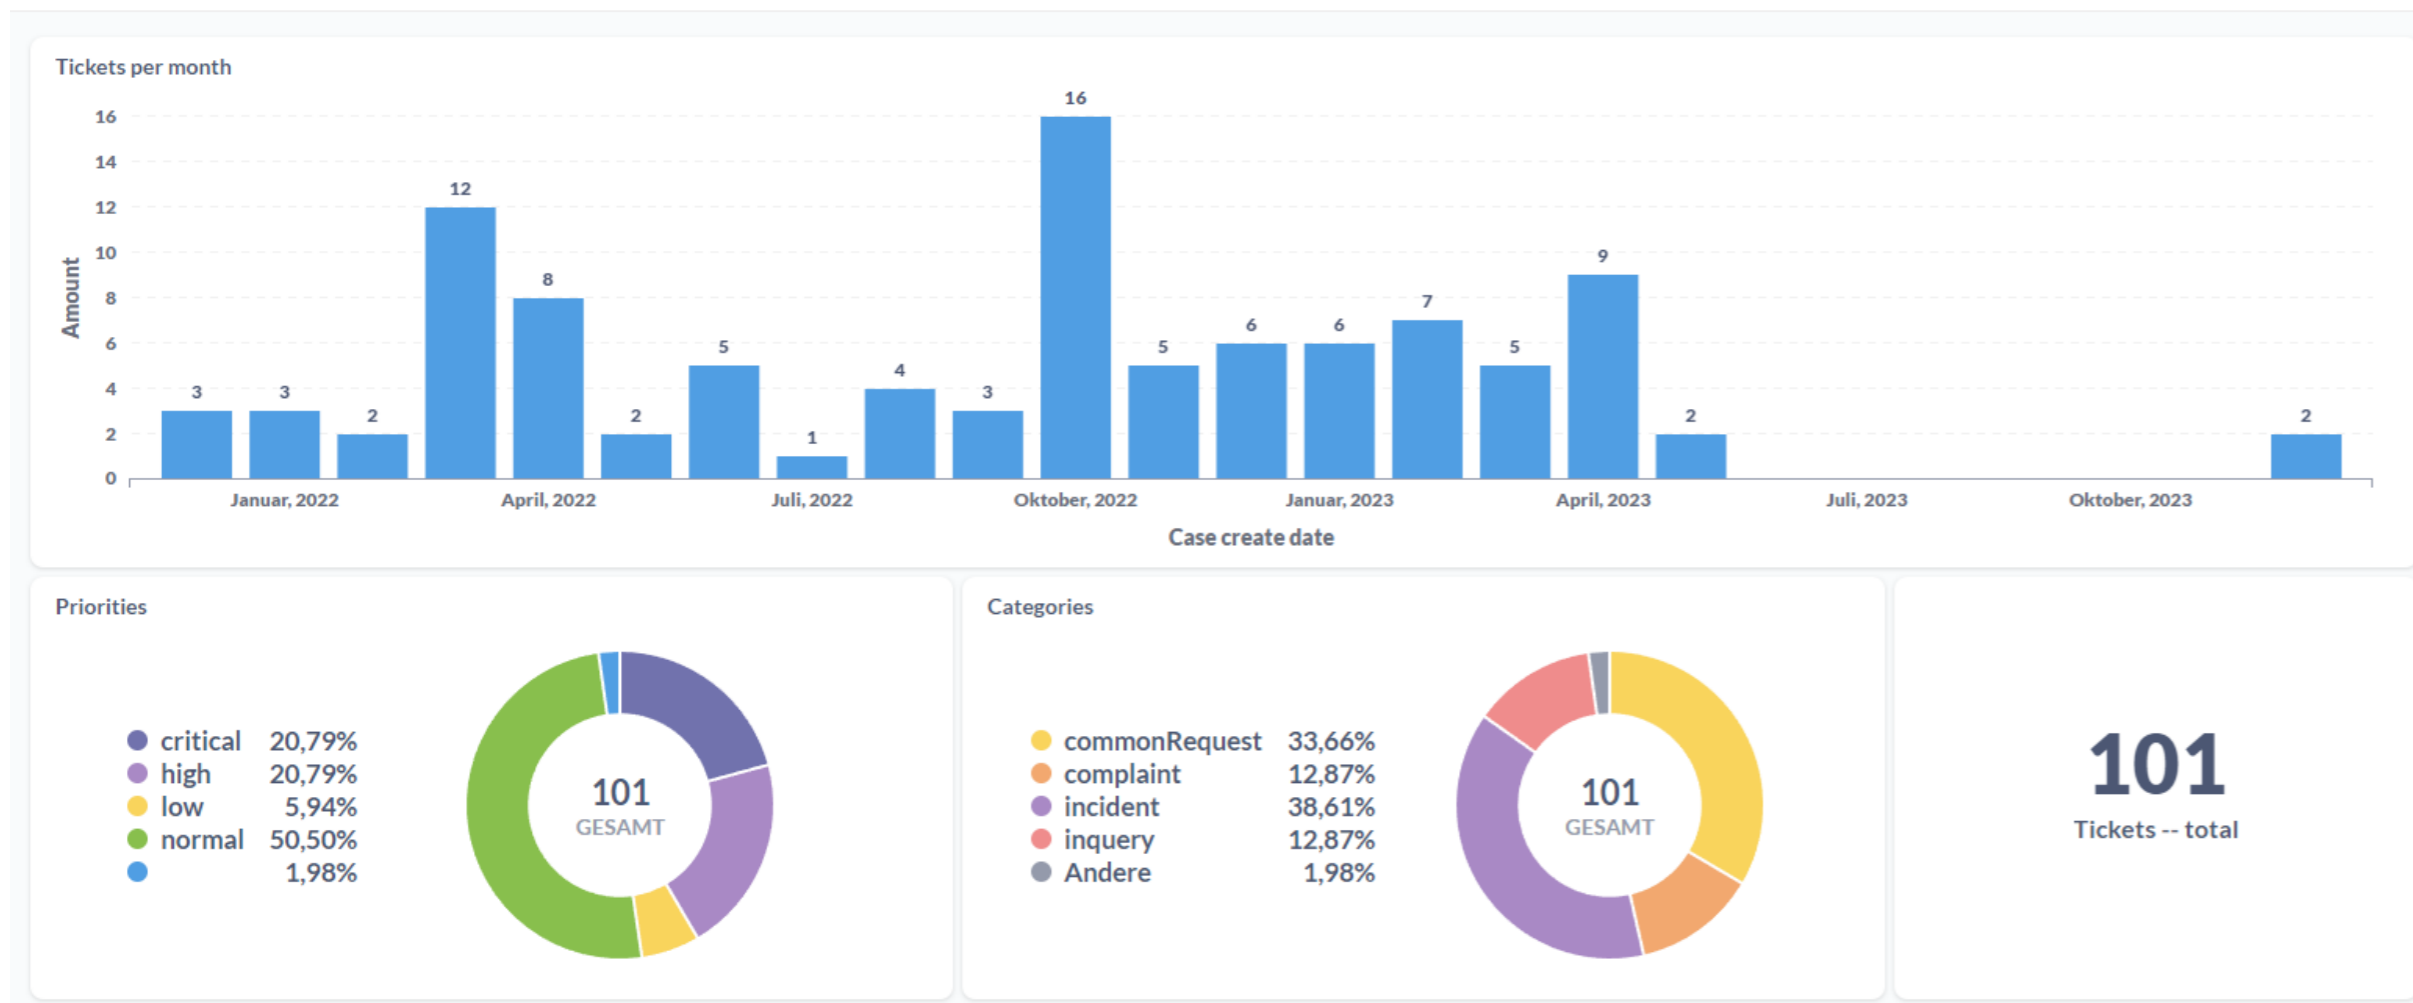 Tickets per month
16
14
12
10
8
6
4
2
0
Amount
3
3
2
12
8
2
5
1
4
3
16
5
6
6
7
5
9
2
2
Januar, 2022
April, 2022
Juli, 2022
Oktober, 2022
Januar, 2023
April, 2023
Juli, 2023
Oktober, 2023
Case create date
Priorities
critical 20,79%
high 20,79%
low 5,94%
normal 50,50%
1,98%
101
GESAMT
Categories
commonRequest 33,66%
complaint 12,87%
incident 38,61%
inquery 12,87%
Andere 1,98%
101
GESAMT
101
Tickets -- total